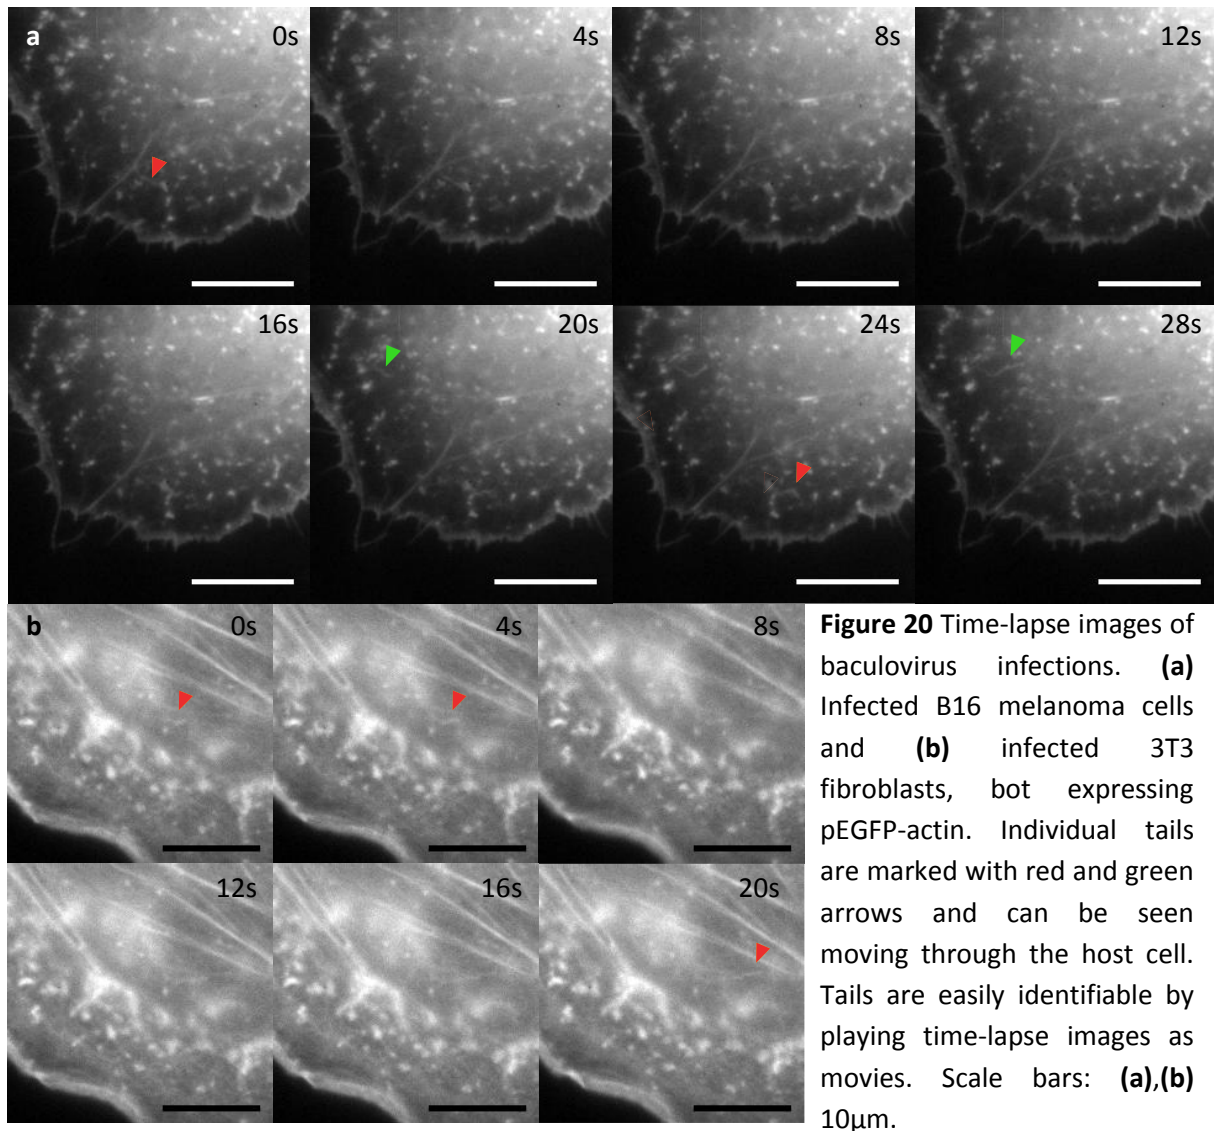 a
0s
4s
8s
12s
16s
20s
24s
28s
b
0s
4s
8s
12s
16s
20s
Figure 20 Time-lapse images of
baculovirus infections. (a)
Infected B16 melanoma cells
and (b) infected 3T3
fibroblasts, bot expressing
pEGFP-actin. Individual tails
are marked with red and green
arrows and can be seen
moving through the host cell.
Tails are easily identifiable by
playing time-lapse images as
movies. Scale bars: (a),(b)
10µm.